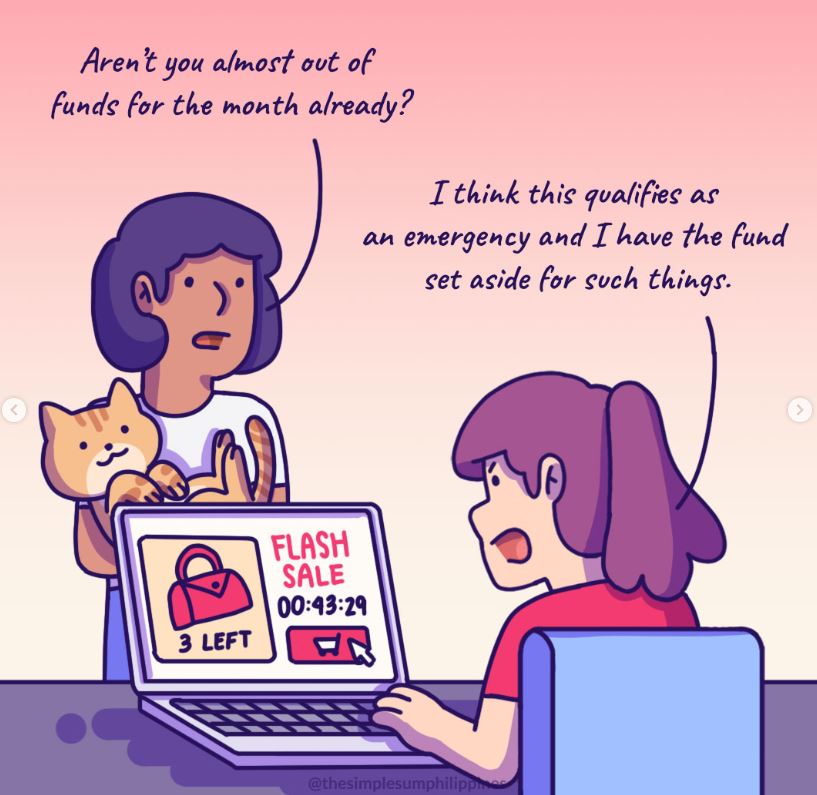 Aren't you almost out of
funds for the month already?
I think this qualifies as
an emergency and I have the fund
set aside for such things.
FLASH
SALE
00:43:29
3 LEFT
@thesimplesumphilippines